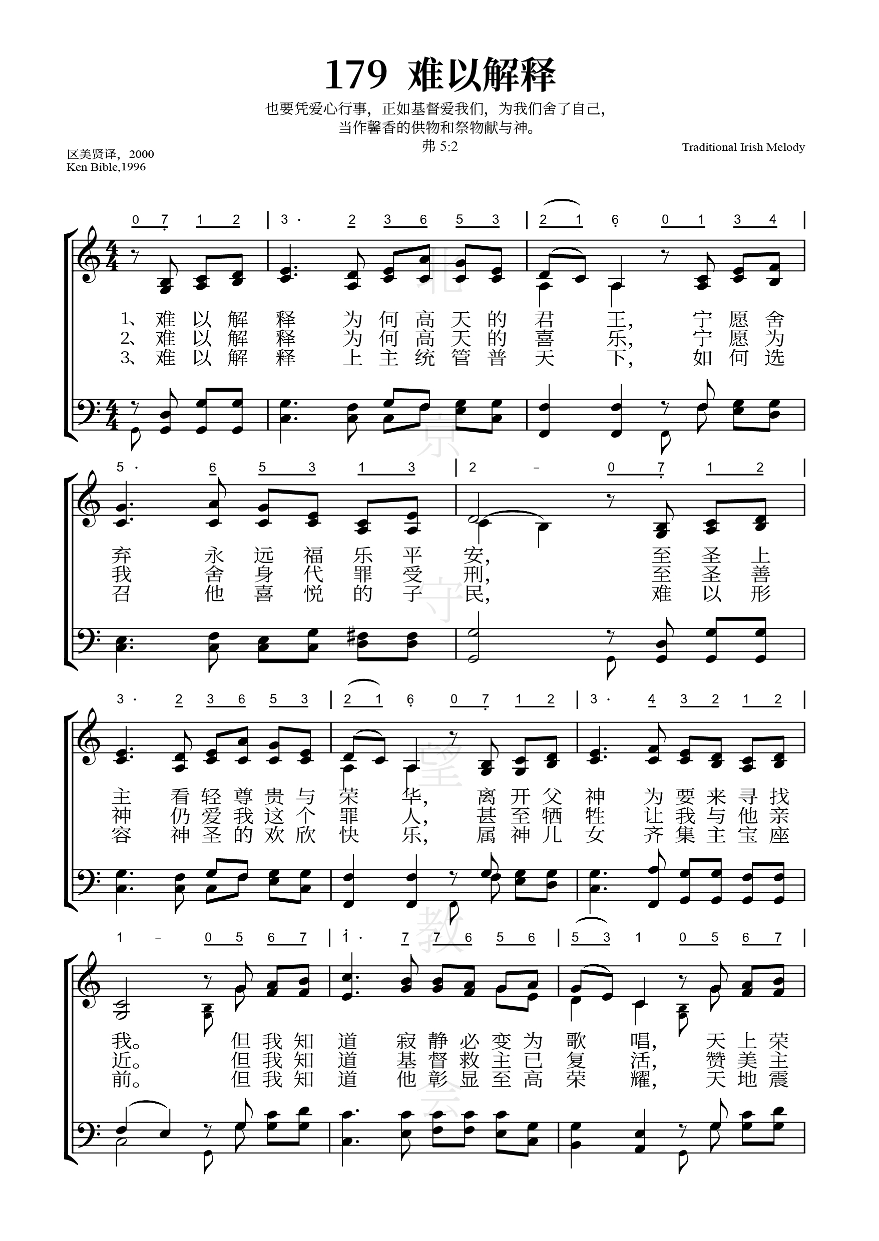 179 难以解释
也要凭爱心行事，正如基督爱我们，为我们舍了自己，
当作馨香的供物和祭物献与神。
弗 5:2
区美贤译，2000
Ken Bible,1996
Traditional Irish Melody
0 7 1 2 | 3 · 2 3 6 5 3 | 2 1 6 0 1 3 4 |
1、难以解释为何高天的君王，宁愿舍
2、难以解释为何高天的喜乐，宁愿为
3、难以解释上主统管普天下，如何选
5 · 6 5 3 1 3 | 2 - 0 7 1 2 |
弃永远福乐平安，至圣上
我舍身代罪受刑，至圣善
召他喜悦的子民，难以形
3 · 2 3 6 5 3 | 2 1 6 0 7 1 2 | 3 · 4 3 2 1 2 |
主看轻尊贵与荣华，离开父神为要来寻找
神仍爱我这个罪人，甚至牺牲让我与他亲
容神圣的欢欣快乐，属神儿女齐集主宝座
1 - 0 5 6 7 | 1 · 7 7 6 5 6 | 5 3 1 0 5 6 7 |
我。但我知道寂静必变为歌唱，天上荣
近。但我知道基督救主已复活，赞美主
前。但我知道他彰显至高荣耀，天地震
北京守望教会